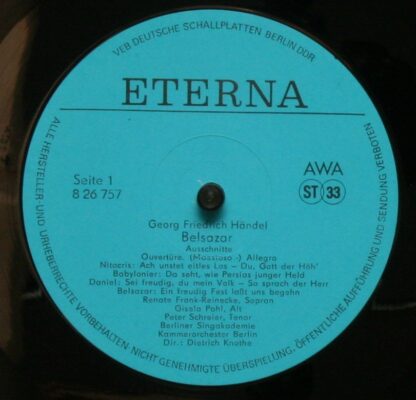 VEB DEUTSCHE SCHALLPLATTEN BERLIN DDR
ETERNA
Seite 1
8 26 757
AWA
ST 33
Georg Friedrich Händel
Belsazar
Ausschnitte
Ouvertüre. (Maestoso-) Allegro
Nitocris: Ach unstet eitles Los – Du, Gott der Höh'
Babylonier: Da seht, wie Persias junger Held
Daniel: Sei freudig, du mein Volk – So sprach der Herr
Belsazar: Ein freudig Fest laßt uns begehn
Renate Frank-Reinecke, Sopran
Gisela Pohl, Alt
Peter Schreier, Tenor
Berliner Singakademie
Kammerorchester Berlin
Dir.: Dietrich Knothe
ALLE HERSTELLER- UND URHEBERRECHTE VORBEHALTEN · NICHT GENEHMIGTE ÜBERSPIELUNG, ÖFFENTLICHE AUFFÜHRUNG UND SENDUNG VERBOTEN